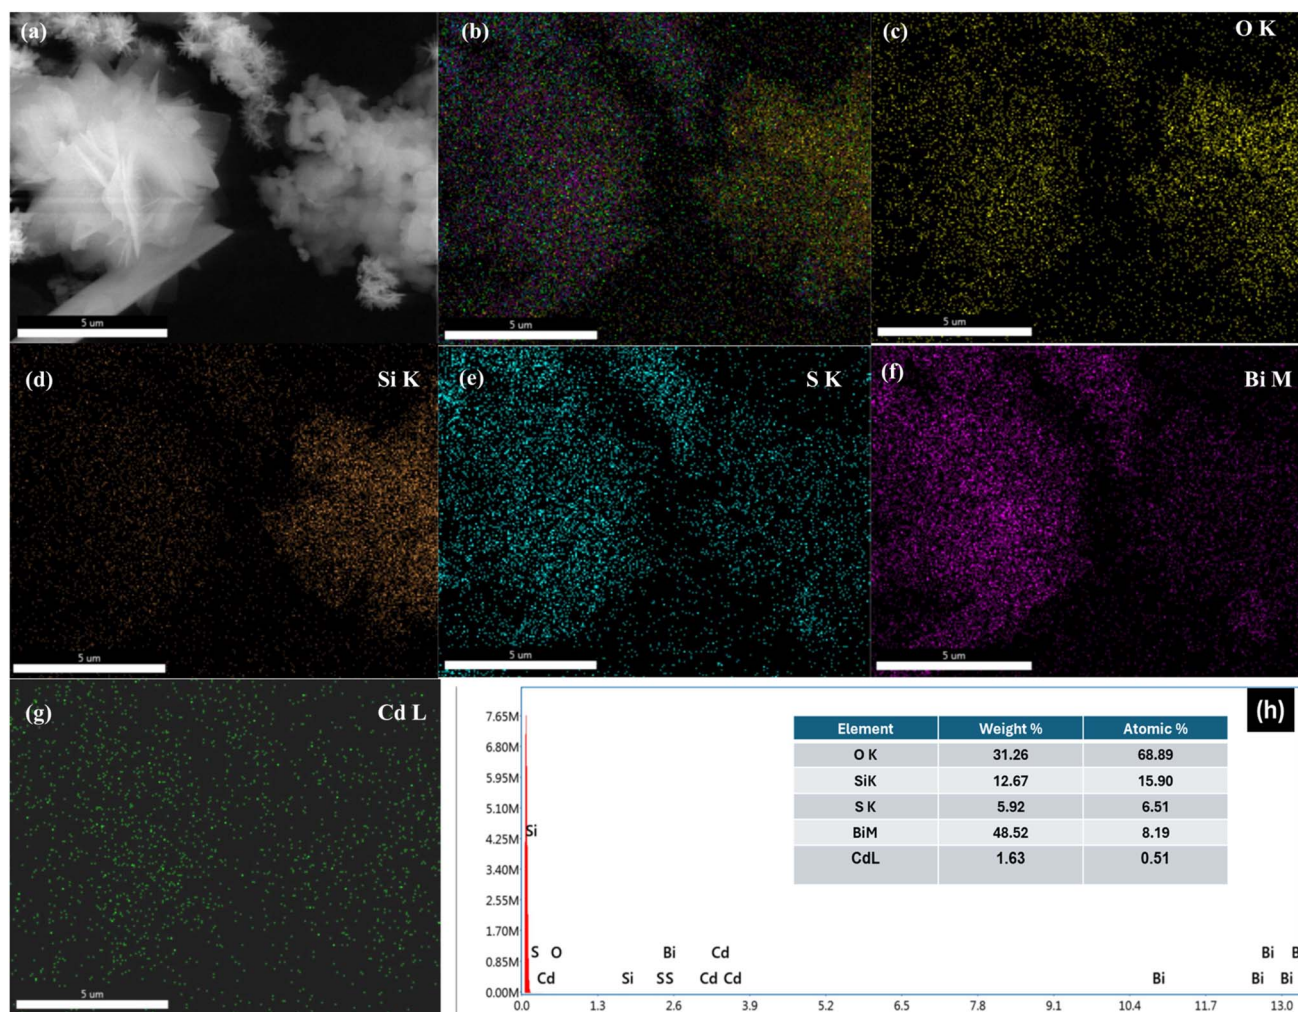 (a)
5 um
(b)
5 um
(c) O K
5 um
(d) Si K
5 um
(e) S K
5 um
(f) Bi M
5 um
(g) Cd L
5 um
(h)
Element Weight % Atomic %
O K 31.26 68.89
SiK 12.67 15.90
S K 5.92 6.51
BiM 48.52 8.19
CdL 1.63 0.51
7.65M
6.80M
5.95M
5.10M
4.25M
3.40M
2.55M
1.70M
0.85M
0.00M
Si
S O Bi Cd Bi
Cd Si S S Cd Cd Bi Bi Bi
0.0 1.3 2.6 3.9 5.2 6.5 7.8 9.1 10.4 11.7 13.0